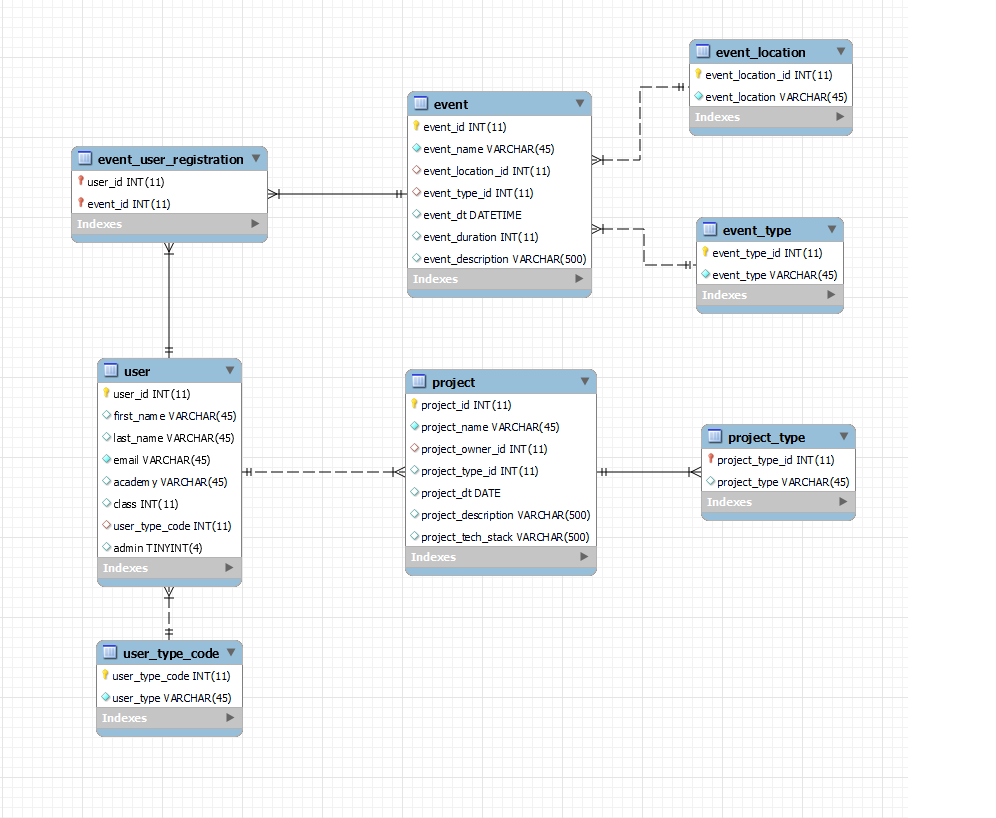 event_location
event_location_id INT(11)
event_location VARCHAR(45)
Indexes
event
event_id INT(11)
event_name VARCHAR(45)
event_location_id INT(11)
event_type_id INT(11)
event_dt DATETIME
event_duration INT(11)
event_description VARCHAR(500)
Indexes
event_user_registration
user_id INT(11)
event_id INT(11)
Indexes
event_type
event_type_id INT(11)
event_type VARCHAR(45)
Indexes
user
user_id INT(11)
first_name VARCHAR(45)
last_name VARCHAR(45)
email VARCHAR(45)
academy VARCHAR(45)
class INT(11)
user_type_code INT(11)
admin TINYINT(4)
Indexes
project
project_id INT(11)
project_name VARCHAR(45)
project_owner_id INT(11)
project_type_id INT(11)
project_dt DATE
project_description VARCHAR(500)
project_tech_stack VARCHAR(500)
Indexes
project_type
project_type_id INT(11)
project_type VARCHAR(45)
Indexes
user_type_code
user_type_code INT(11)
user_type VARCHAR(45)
Indexes